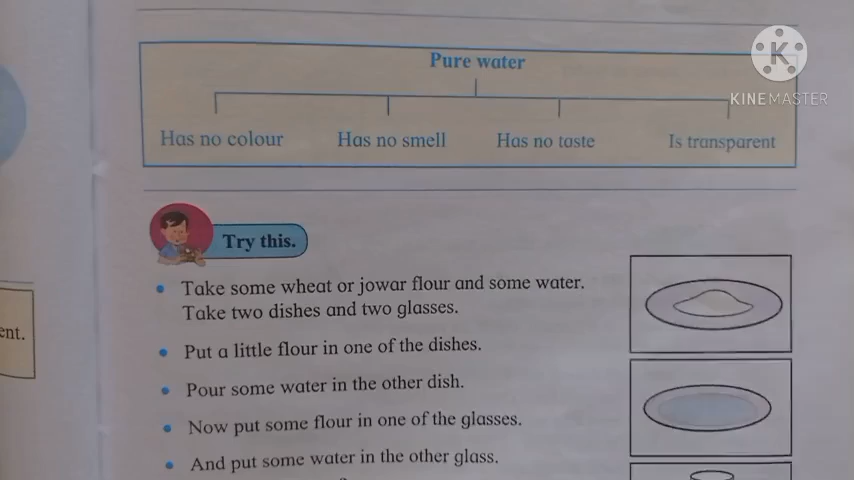 Pure water
Has no colour
Has no smell
Has no taste
Is transparent
KINEMASTER
Try this.
Take some wheat or jowar flour and some water.
Take two dishes and two glasses.
Put a little flour in one of the dishes.
Pour some water in the other dish.
Now put some flour in one of the glasses.
And put some water in the other glass.
ent.